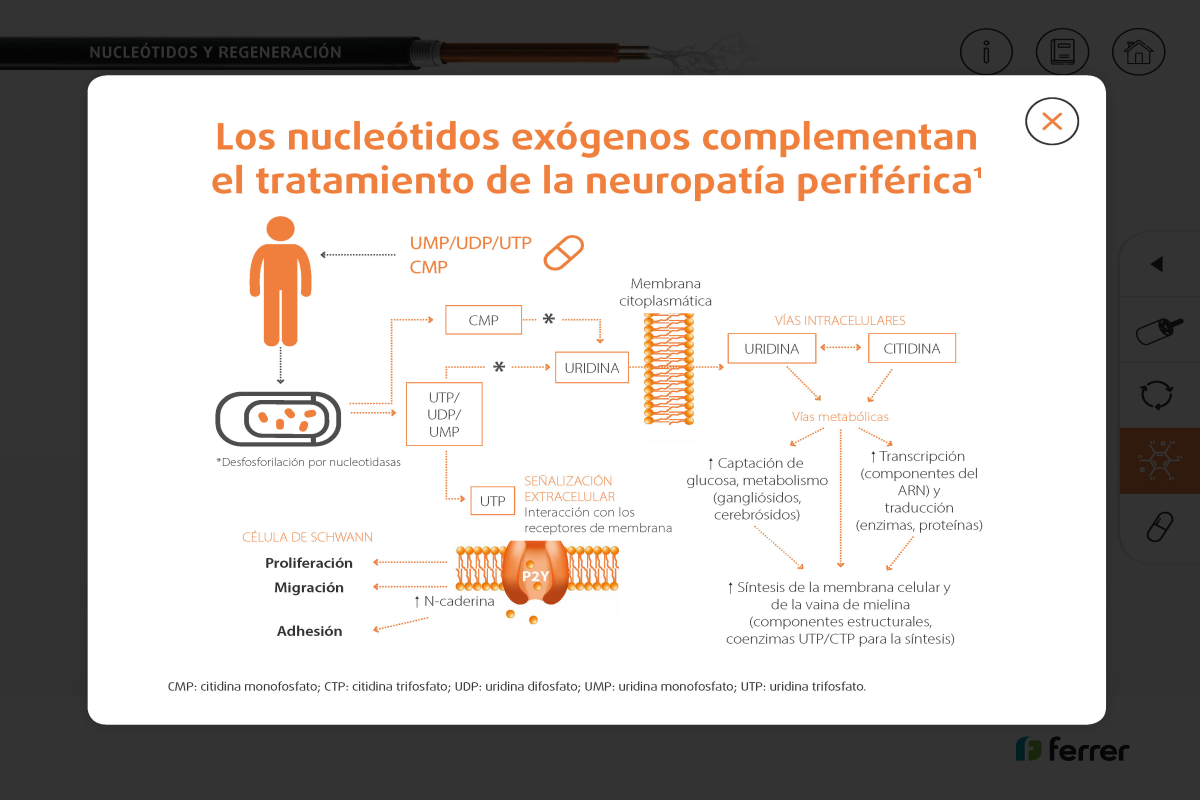 NUCLEÓTIDOS Y REGENERACIÓN
Los nucleótidos exógenos complementan
el tratamiento de la neuropatía periférica¹
UMP/UDP/UTP
CMP
Membrana
citoplasmática
CMP
*
VÍAS INTRACELULARES
URIDINA
CITIDINA
*
URIDINA
UTP/
UDP/
UMP
Vías metabólicas
*Desfosforilación por nucleotidasas
↑ Captación de
glucosa, metabolismo
(gangliósidos,
cerebrósidos)
↑ Transcripción
(componentes del
ARN) y
traducción
(enzimas, proteínas)
UTP
SEÑALIZACIÓN
EXTRACELULAR
Interacción con los
receptores de membrana
CÉLULA DE SCHWANN
Proliferación
Migración
Adhesión
P2Y
↑ N-caderina
↑ Síntesis de la membrana celular y
de la vaina de mielina
(componentes estructurales,
coenzimas UTP/CTP para la síntesis)
CMP: citidina monofosfato; CTP: citidina trifosfato; UDP: uridina difosfato; UMP: uridina monofosfato; UTP: uridina trifosfato.
ferrer